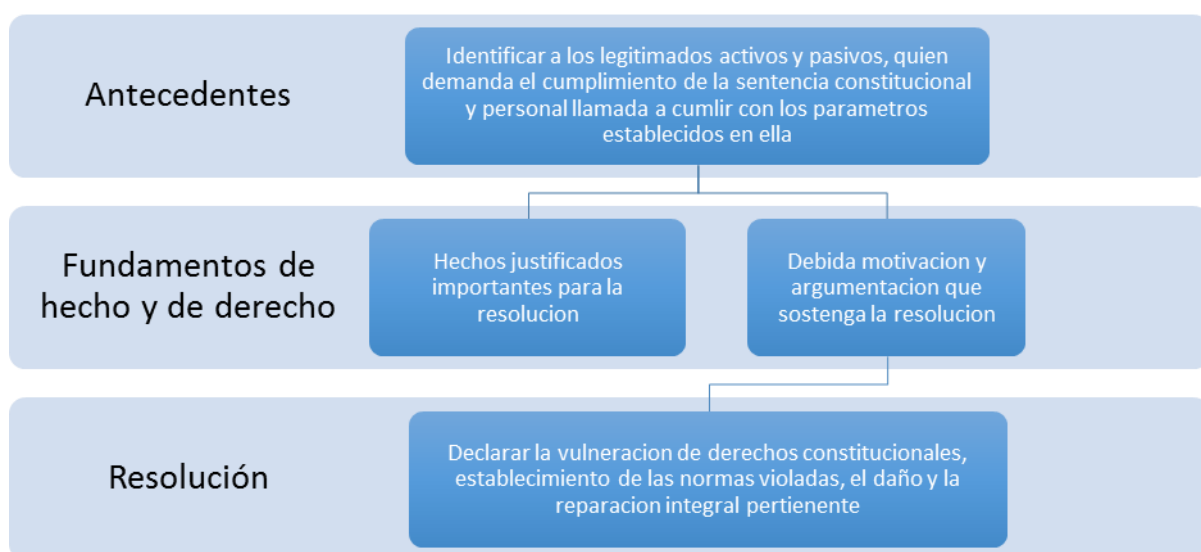 Antecedentes
Identificar a los legitimados activos y pasivos, quien
demanda el cumplimiento de la sentencia constitucional
y personal llamada a cumlir con los parametros
establecidos en ella
Fundamentos de
hecho y de derecho
Hechos justificados
importantes para la
resolucion
Debida motivacion y
argumentacion que
sostenga la resolucion
Resolución
Declarar la vulneracion de derechos constitucionales,
establecimiento de las normas violadas, el daño y la
reparacion integral pertienente